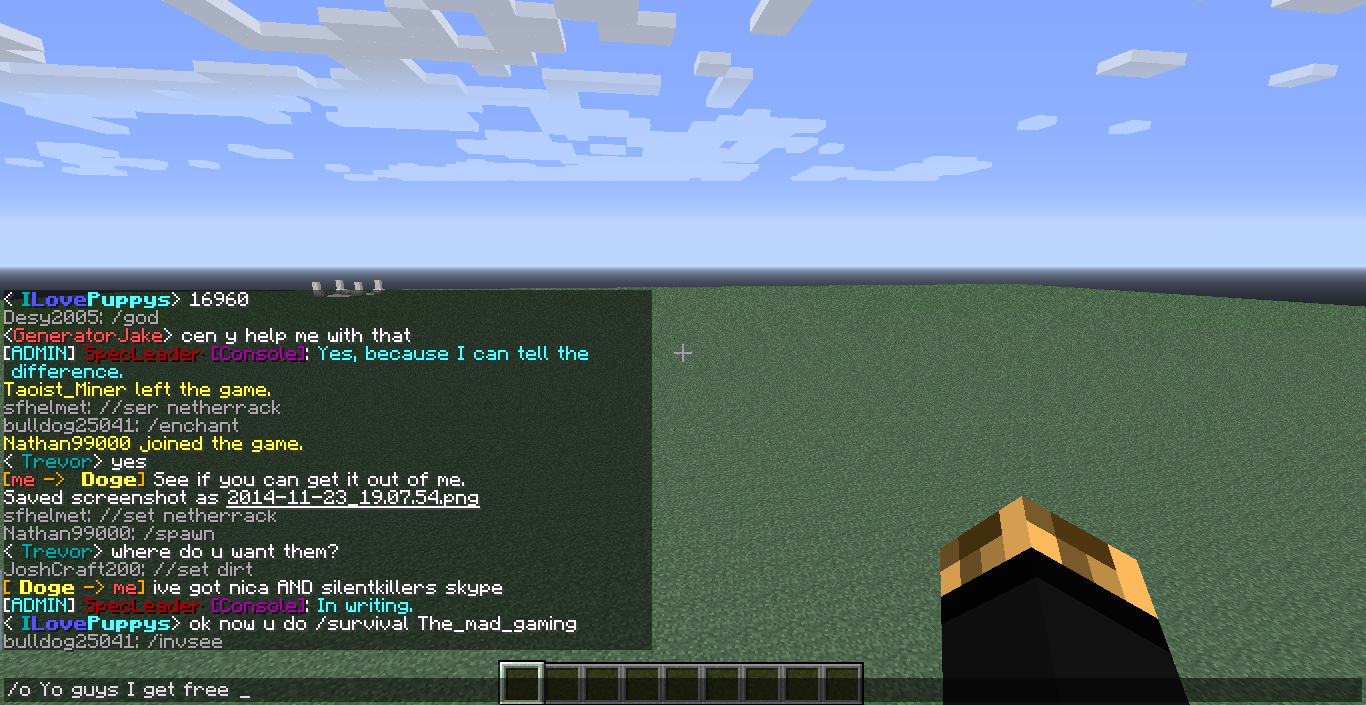 < ILovePuppys> 16960
Desy2005: /god
<GeneratorJake> cen y help me with that
[ADMIN] SpecLeader [Console]: Yes, because I can tell the
difference.
Taoist_Miner left the game.
sfhelmet: //ser netherrack
bulldog25041: /enchant
Nathan99000 joined the game.
< Trevor> yes
[me -> Doge] See if you can get it out of me.
Saved screenshot as 2014-11-23_19.07.54.png
sfhelmet: //set netherrack
Nathan99000: /spawn
< Trevor> where do u want them?
JoshCraft200: //set dirt
[ Doge -> me] ive got nica AND silentkillers skype
[ADMIN] SpecLeader [Console]: In writing.
< ILovePuppys> ok now u do /survival The_mad_gaming
bulldog25041: /invsee
/o Yo guys I get free _